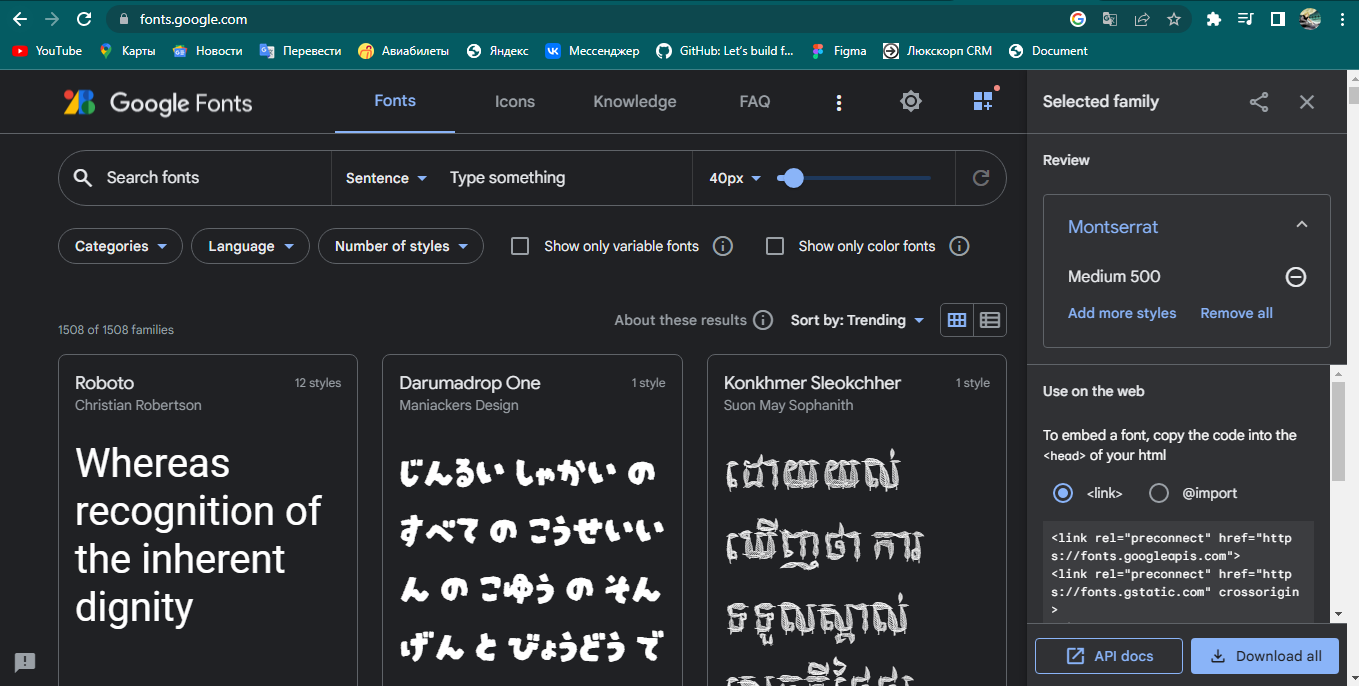 fonts.google.com
YouTube
Карты
Новости
Перевести
Авиабилеты
Яндекс
Мессенджер
GitHub: Let's build f...
Figma
Люкскорп CRM
Document
Google Fonts
Fonts
Icons
Knowledge
FAQ
Selected family
Search fonts
Sentence
Type something
40px
Categories
Language
Number of styles
Show only variable fonts
Show only color fonts
1508 of 1508 families
About these results
Sort by: Trending
Roboto
12 styles
Christian Robertson
Whereas
recognition of
the inherent
dignity
Darumadrop One
1 style
Maniackers Design
じんるい しゃかい の
すべて の こうせいい
ん の こゆう の そん
げん と びょうどう で
Konkhmer Sleokchher
1 style
Suon May Sophanith
ដោយយល់
ឃើញថា ការ
ទទួលស្គាល់
Review
Montserrat
Medium 500
Add more styles
Remove all
Use on the web
To embed a font, copy the code into the
<head> of your html
<link>
@import
<link rel="preconnect" href="http
s://fonts.googleapis.com">
<link rel="preconnect" href="http
s://fonts.gstatic.com" crossorigin
>
API docs
Download all